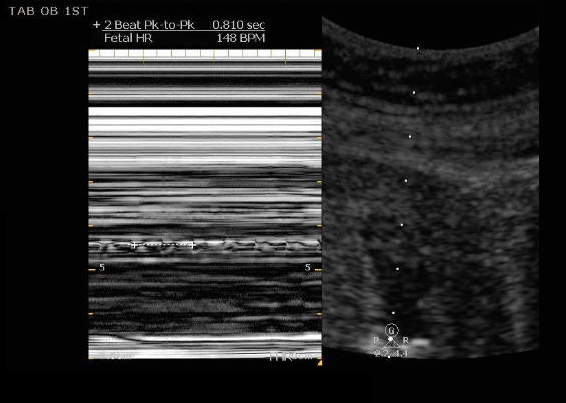 TAB OB 1ST
+ 2 Beat Pk-to-Pk 0.810 sec
Fetal HR 148 BPM
5 5
G
P R